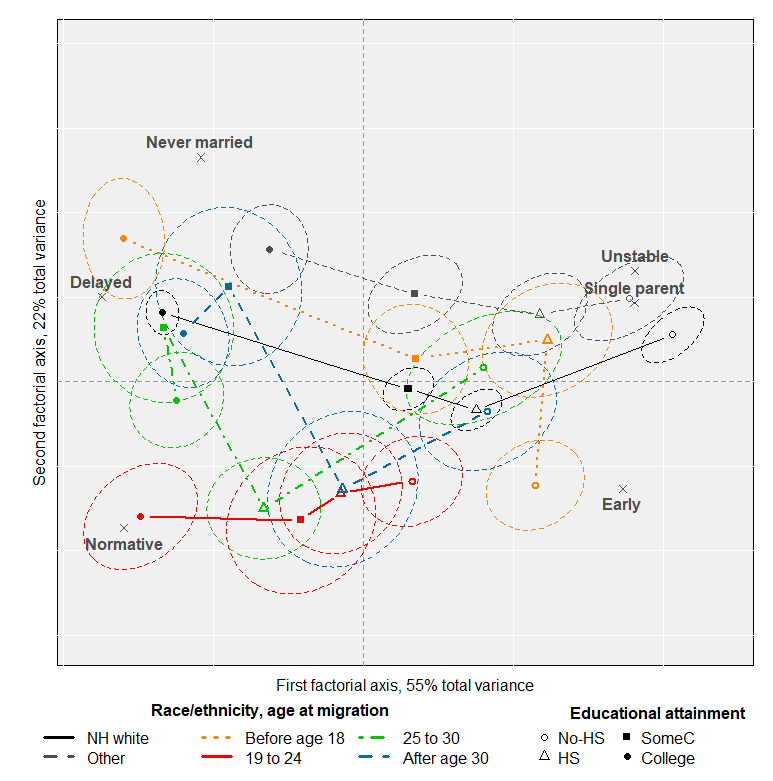 Never married
Unstable
Delayed
Single parent
Early
Normative
Second factorial axis, 22% total variance
First factorial axis, 55% total variance
Race/ethnicity, age at migration
Educational attainment
NH white
Before age 18
25 to 30
No-HS
SomeC
Other
19 to 24
After age 30
HS
College